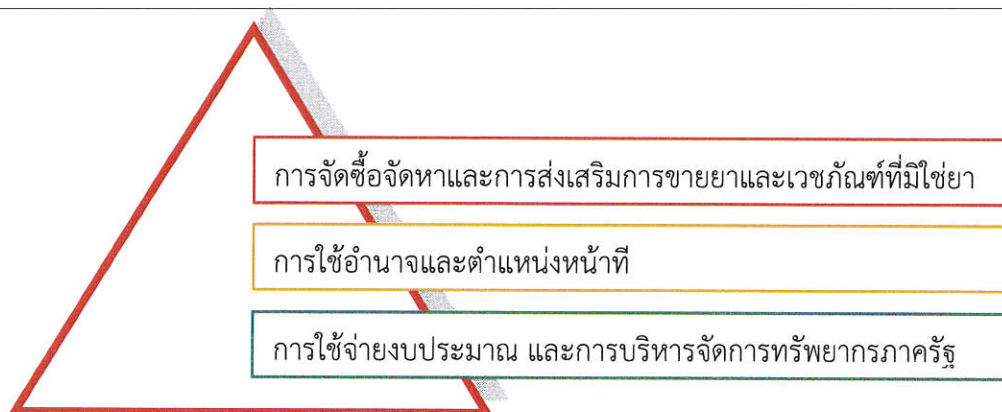 การจัดซื้อจัดหาและการส่งเสริมการขายยาและเวชภัณฑ์ที่มิใช่ยา
การใช้อำนาจและตำแหน่งหน้าที่
การใช้จ่ายงบประมาณ และการบริหารจัดการทรัพยากรภาครัฐ